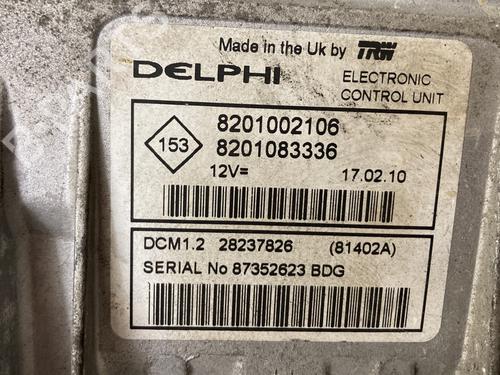 Made in the Uk by TRW
DELPHI
ELECTRONIC
CONTROL UNIT
153
8201002106
8201083336
12V=
17.02.10
DCM1.2 28237826 (81402A)
SERIAL No 87352623 BDG